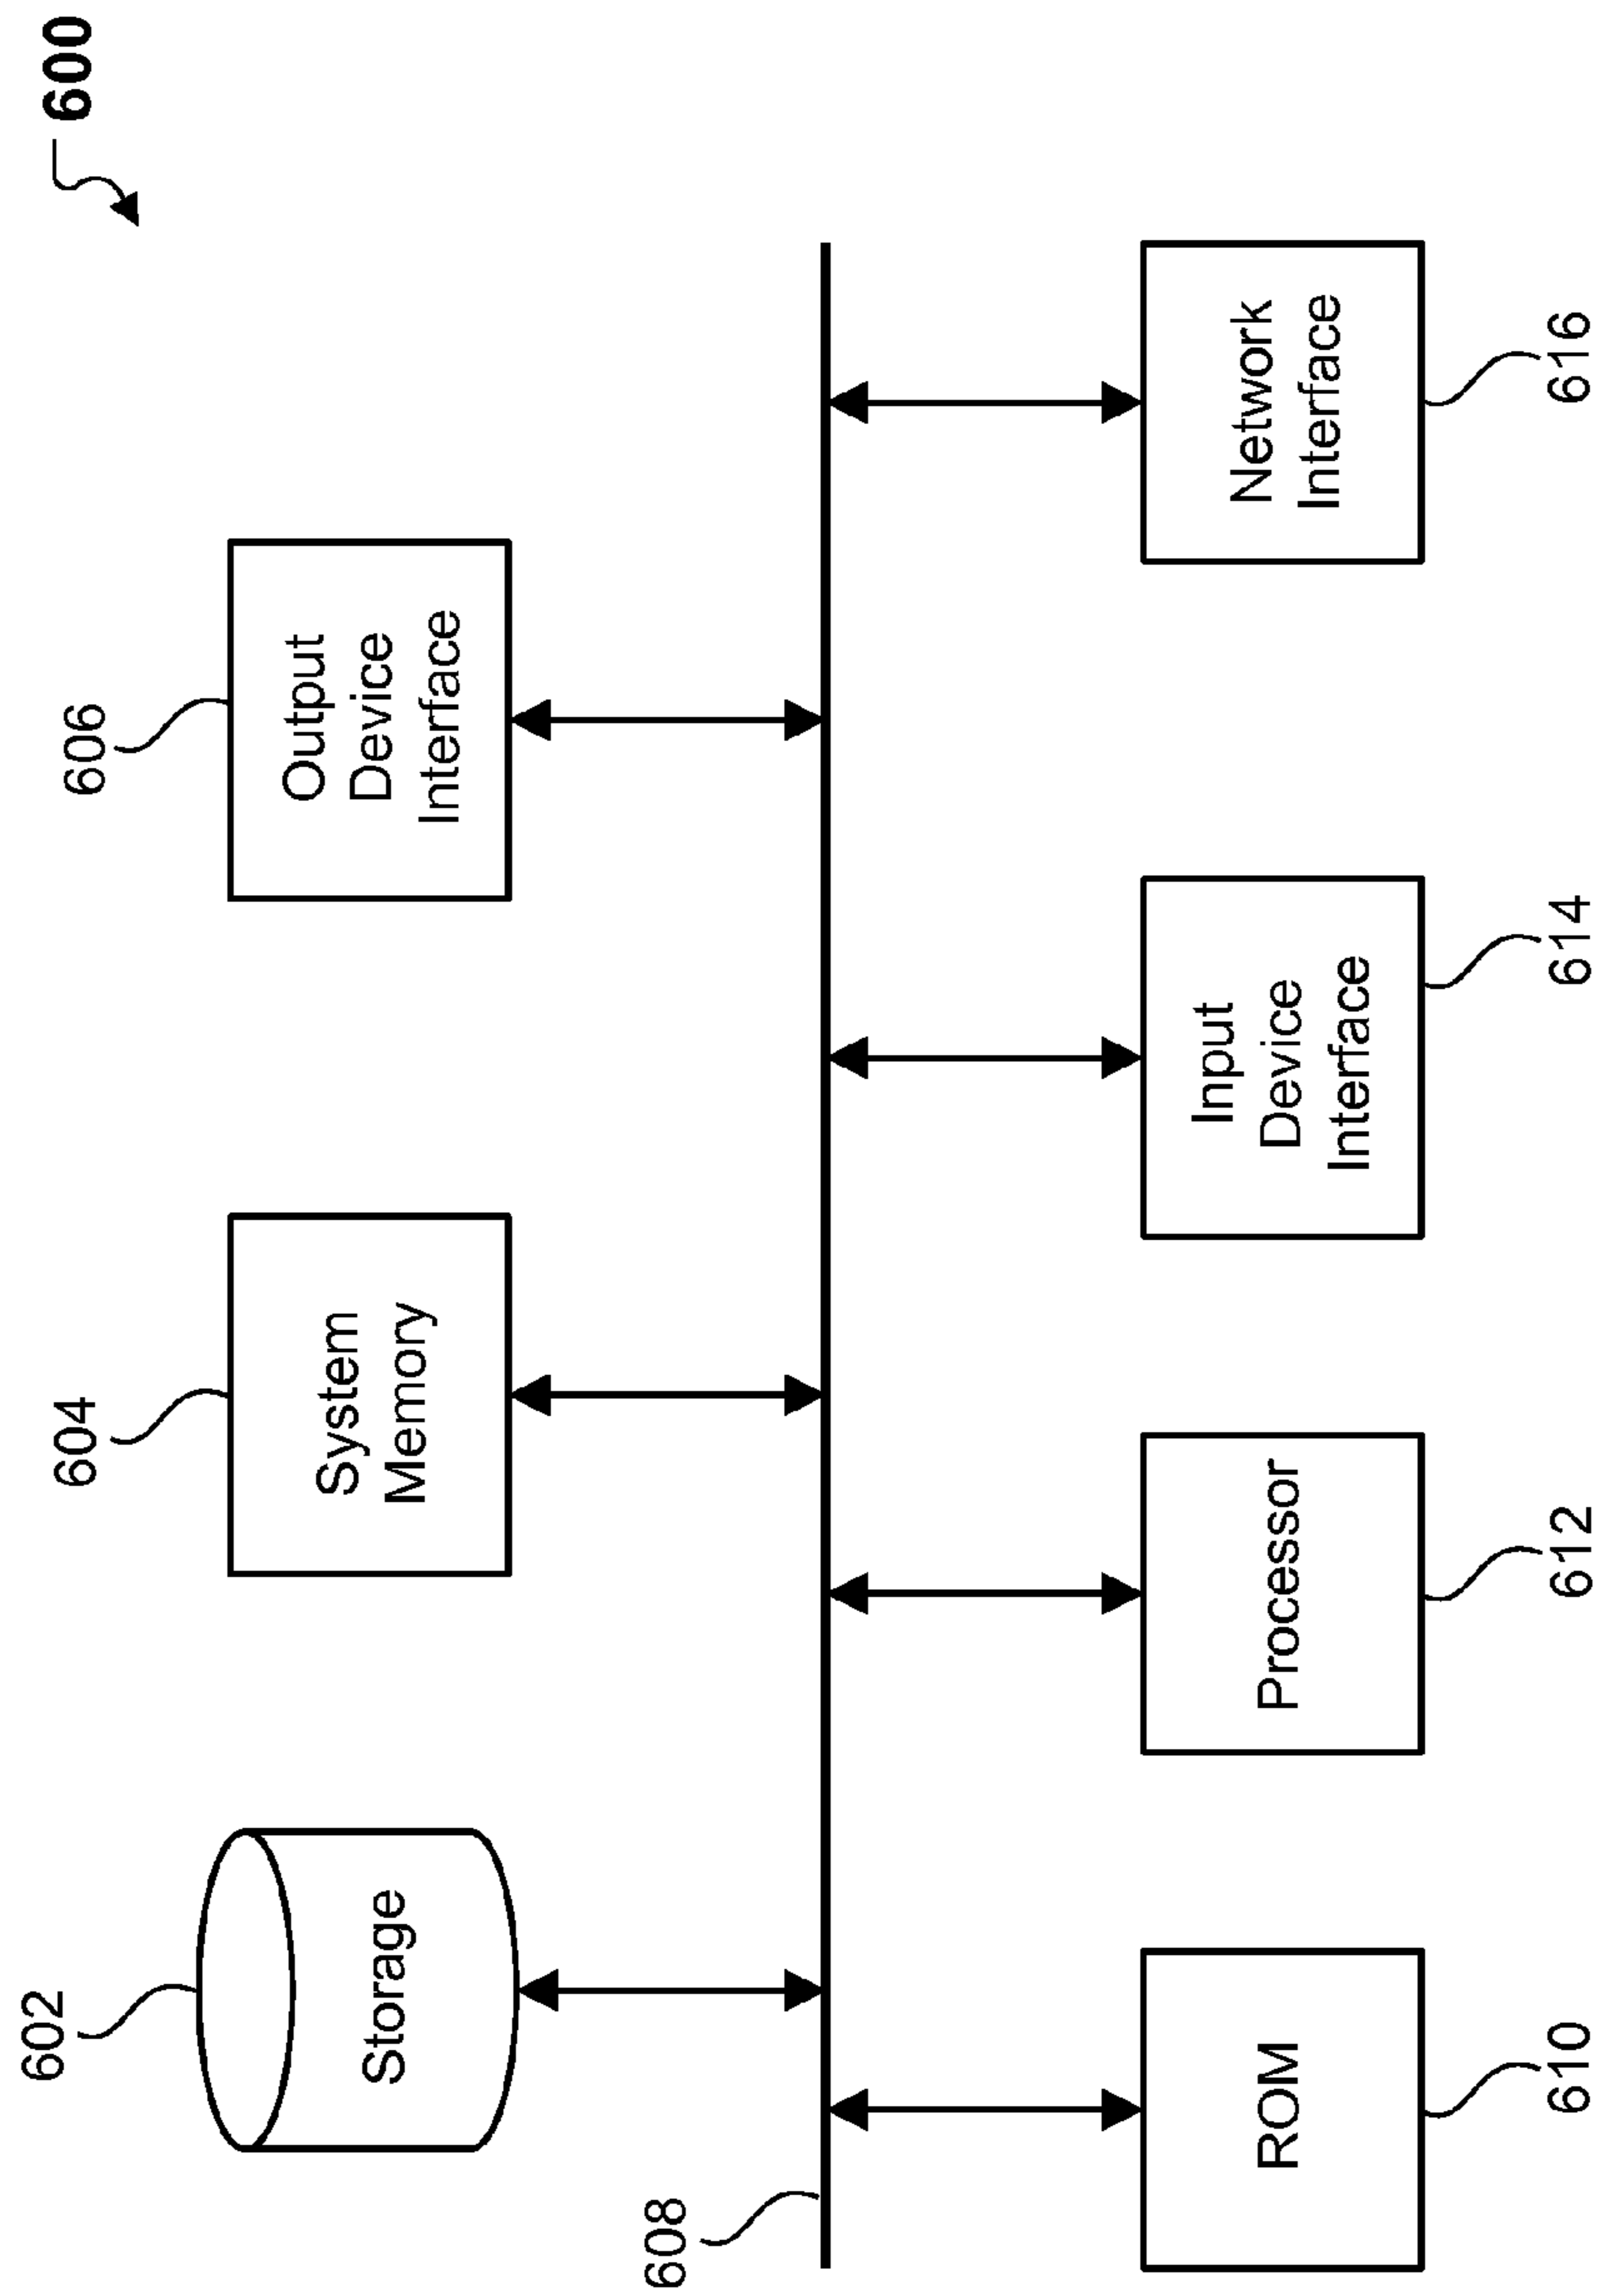 600
602
604
606
Storage
System
Memory
Output
Device
Interface
608
ROM
Processor
Input
Device
Interface
Network
Interface
610
612
614
616